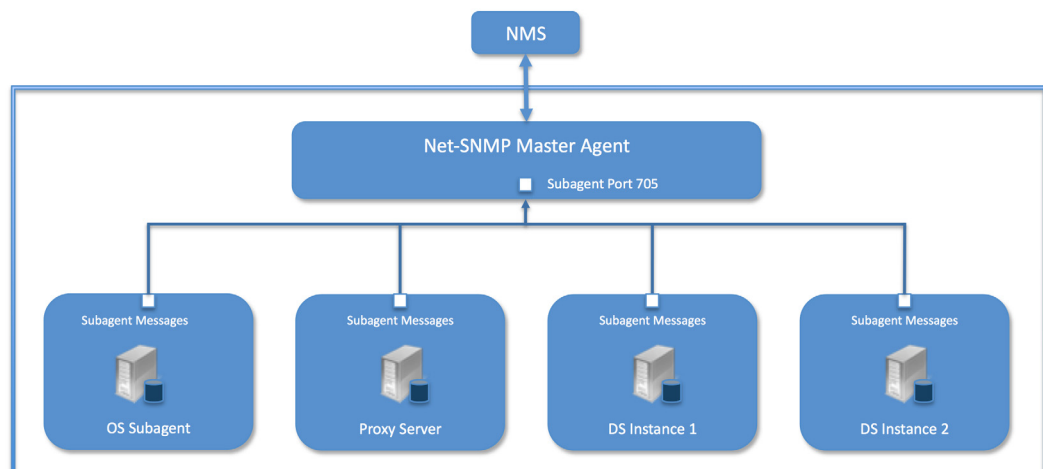 NMS
Net-SNMP Master Agent
Subagent Port 705
Subagent Messages
OS Subagent
Subagent Messages
Proxy Server
Subagent Messages
DS Instance 1
Subagent Messages
DS Instance 2